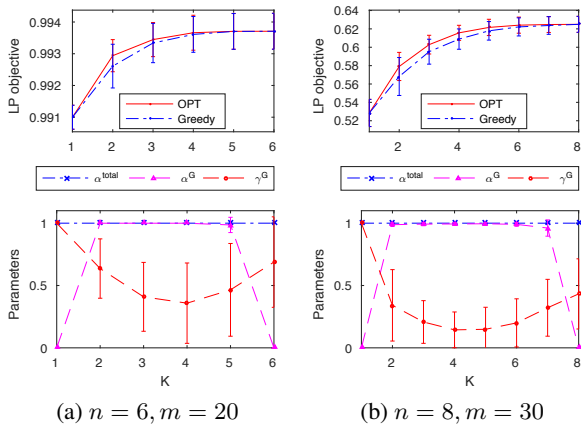 LP objective
0.994
0.993
0.992
0.991
OPT
Greedy
1 2 3 4 5 6
LP objective
0.62
0.6
0.58
0.56
0.54
0.52
OPT
Greedy
2 4 6 8
α^total α^G γ^G
α^total α^G γ^G
Parameters
1
0.5
0
1 2 3 4 5 6
K
Parameters
1
0.5
0
2 4 6 8
K
(a) n = 6, m = 20
(b) n = 8, m = 30